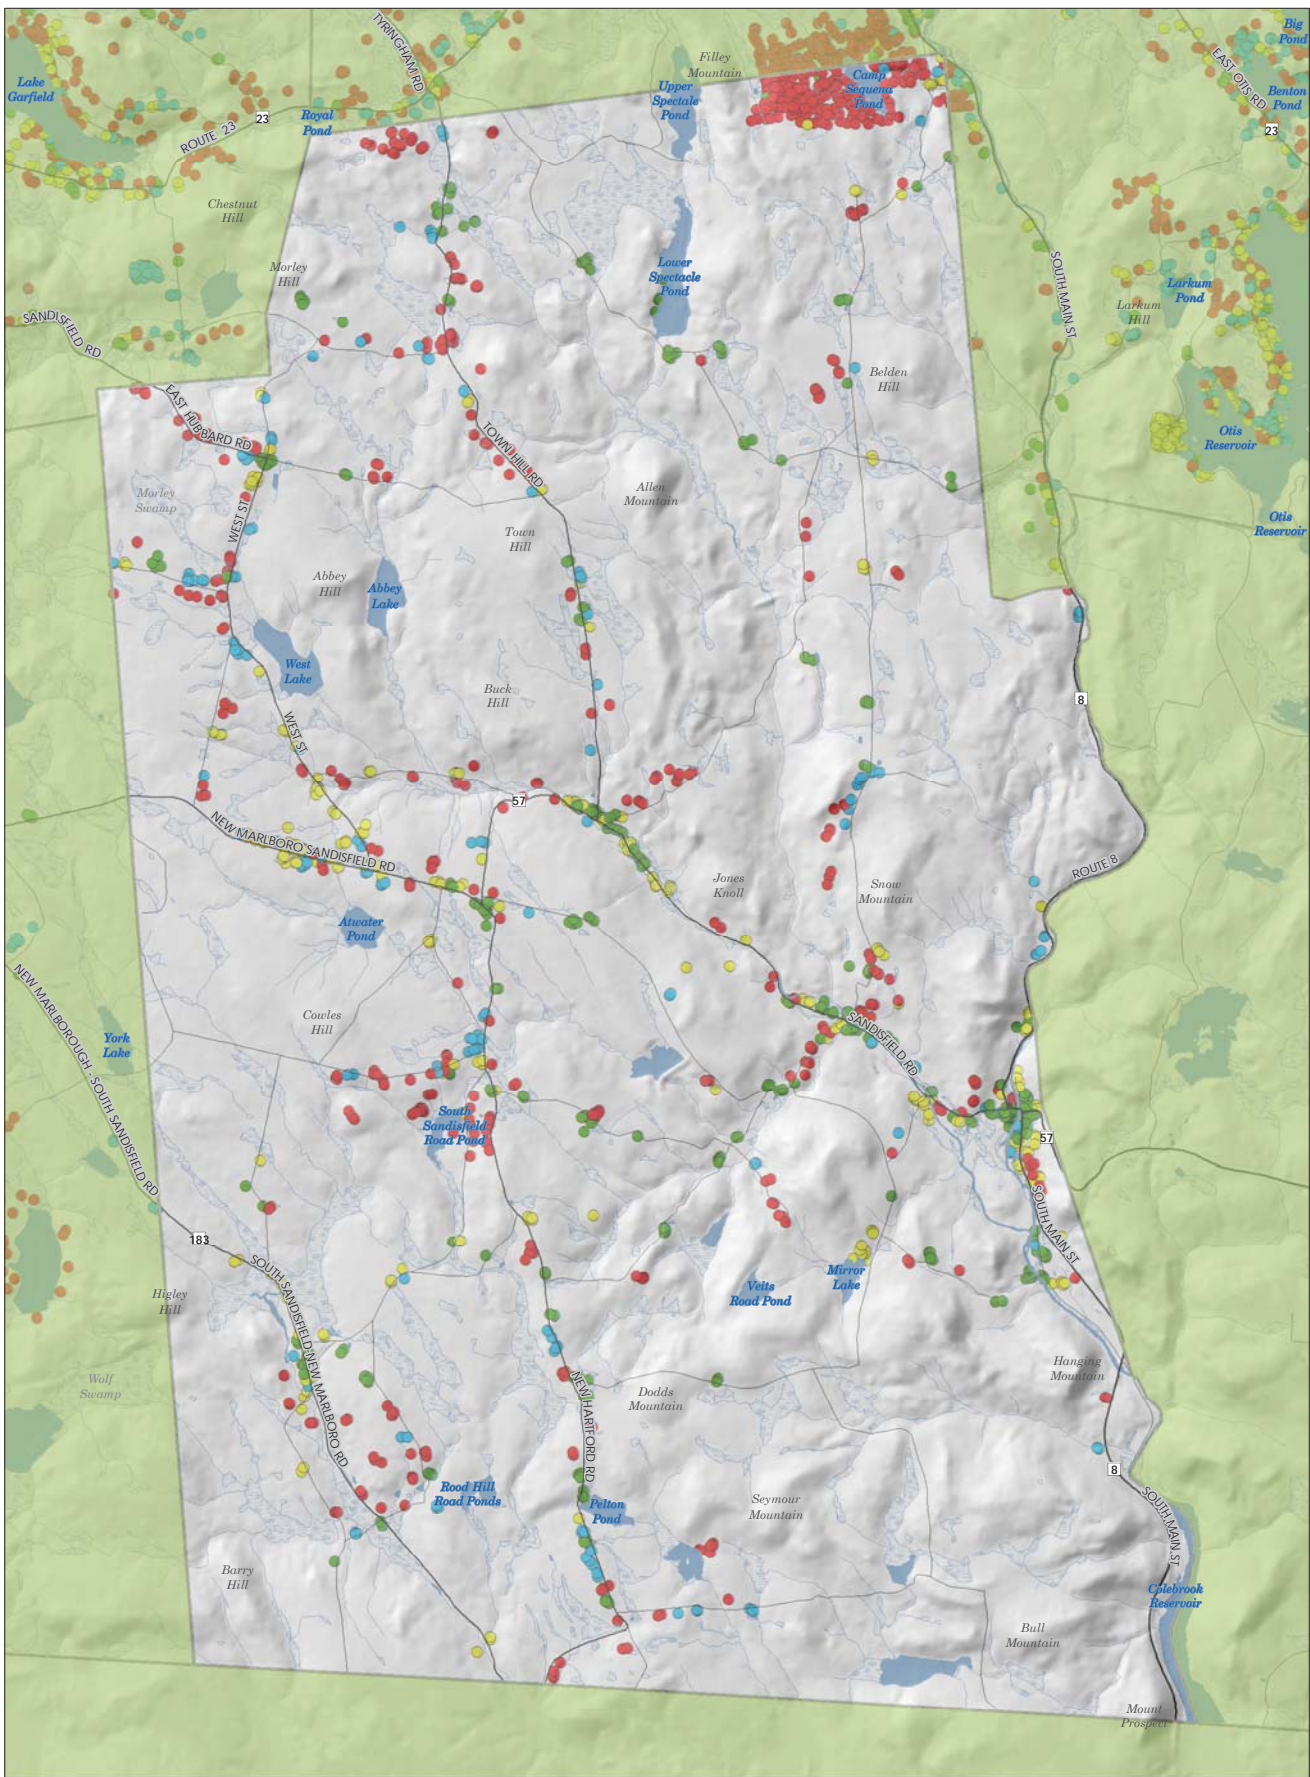 Big
Pond
TYRINGHAM RD
Filley
Mountain
EAST OTIS RD
Lake
Garfield
Camp
Sequena
Pond
Upper
Spectale
Pond
Benton
Pond
23
Royal
Pond
ROUTE 23
23
Chestnut
Hill
Morley
Hill
Lower
Spectacle
Pond
SOUTH MAIN ST
Larkum
Pond
Larkum
Hill
SANDISFIELD RD
Belden
Hill
EAST HUBBARD RD
TOWN HILL RD
Otis
Reservoir
Morley
Swamp
Allen
Mountain
WEST ST
Otis
Reservoir
Town
Hill
Abbey
Hill
Abbey
Lake
West
Lake
Buck
Hill
8
WEST ST
57
NEW MARLBORO SANDISFIELD RD
ROUTE 8
Jones
Knoll
Snow
Mountain
Atwater
Pond
NEW MARLBOROUGH - SOUTH SANDISFIELD RD
Cowles
Hill
SANDISFIELD RD
York
Lake
South
Sandisfield
Road Pond
57
SOUTH MAIN ST
183
SOUTH SANDISFIELD-NEW MARLBORO RD
Mirror
Lake
Veits
Road Pond
Higley
Hill
Hanging
Mountain
Wolf
Swamp
NEW HARTFORD RD
Dodds
Mountain
8
Rood Hill
Road Ponds
Pelton
Pond
Seymour
Mountain
SOUTH MAIN ST
Barry
Hill
Colebrook
Reservoir
Bull
Mountain
Mount
Prospect